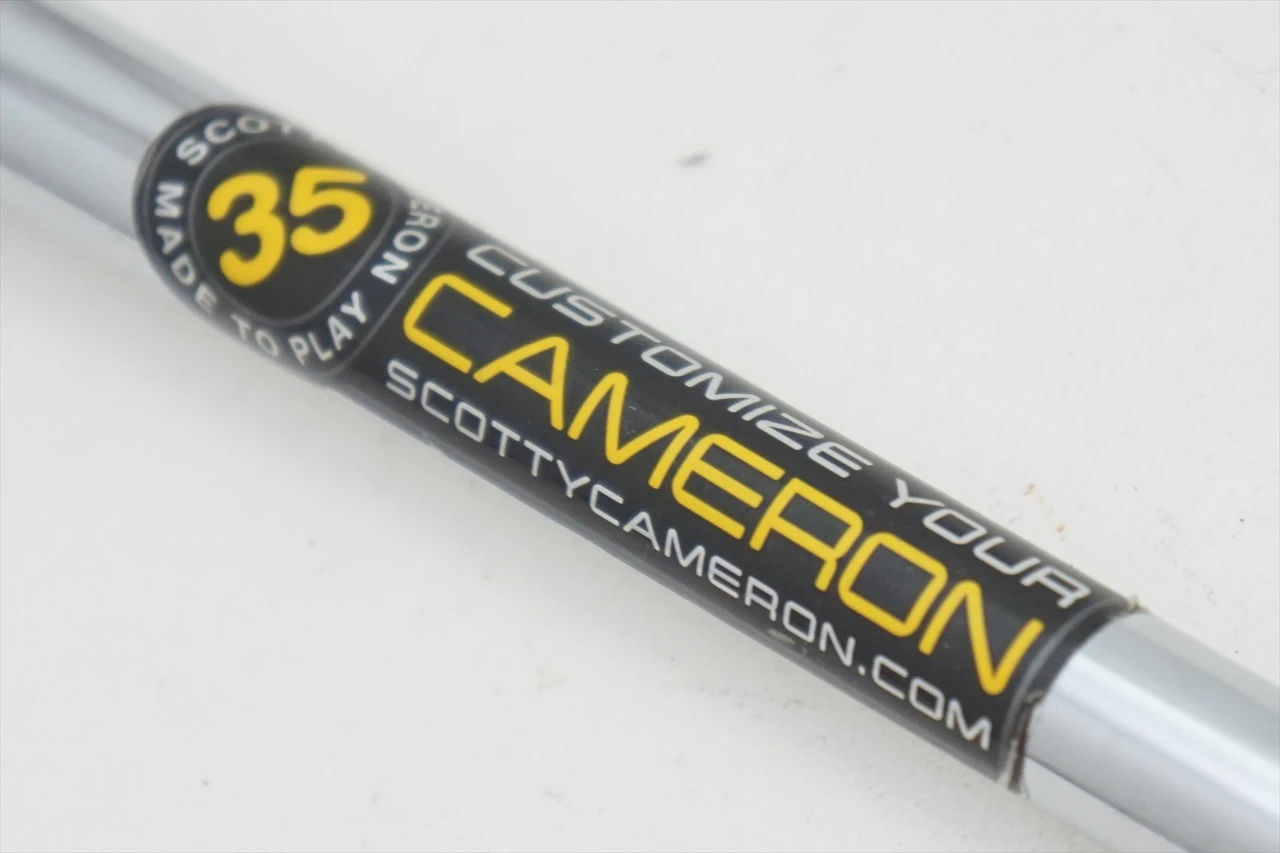 35
MADE TO PLAY
CUSTOMIZE YOUR
CAMERON
SCOTTYCAMERON.COM